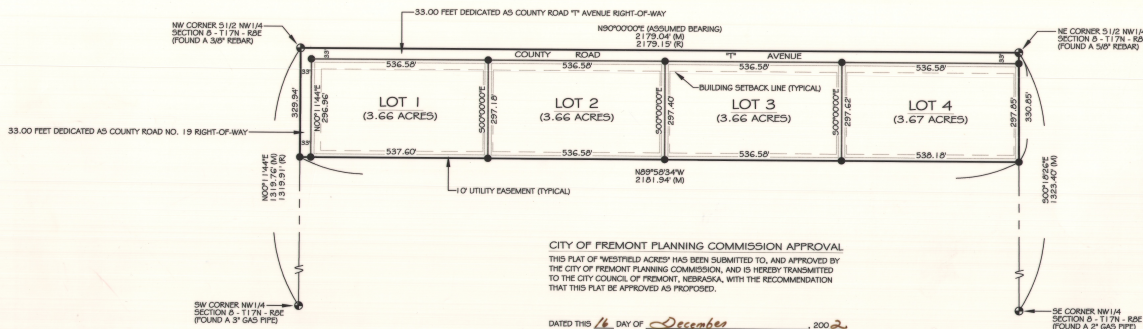 33.00 FEET DEDICATED AS COUNTY ROAD "T" AVENUE RIGHT-OF-WAY
NW CORNER S1/2 NW1/4
SECTION 8 - T17N - R8E
(FOUND A 3/8" REBAR)
N90°00'00"E (ASSUMED BEARING)
2179.04' (M)
2179.15' (R)
NE CORNER S1/2 NW1/4
SECTION 8 - T17N - R8E
(FOUND A 5/8" REBAR)
33'
COUNTY ROAD "T" AVENUE
33'
33'
536.58'
536.58'
536.58'
536.58'
BUILDING SETBACK LINE (TYPICAL)
329.94'
N00°11'44"E
296.96'
LOT 1
(3.66 ACRES)
S00°00'00"E
297.18'
LOT 2
(3.66 ACRES)
S00°00'00"E
297.40'
LOT 3
(3.66 ACRES)
S00°00'00"E
297.62'
LOT 4
(3.67 ACRES)
297.85'
330.85'
33.00 FEET DEDICATED AS COUNTY ROAD NO. 19 RIGHT-OF-WAY
33'
537.60'
536.58'
536.58'
538.18'
N89°58'34"W
2181.94' (M)
10' UTILITY EASEMENT (TYPICAL)
N00°11'44"E
1319.76' (M)
1319.91' (R)
S00°18'26"E
1323.40' (M)
CITY OF FREMONT PLANNING COMMISSION APPROVAL
THIS PLAT OF "WESTFIELD ACRES" HAS BEEN SUBMITTED TO, AND APPROVED BY
THE CITY OF FREMONT PLANNING COMMISSION, AND IS HEREBY TRANSMITTED
TO THE CITY COUNCIL OF FREMONT, NEBRASKA, WITH THE RECOMMENDATION
THAT THIS PLAT BE APPROVED AS PROPOSED.
SW CORNER NW1/4
SECTION 8 - T17N - R8E
(FOUND A 3" GAS PIPE)
SE CORNER NW1/4
SECTION 8 - T17N - R8E
(FOUND A 2" GAS PIPE)
DATED THIS 16 DAY OF December, 2002